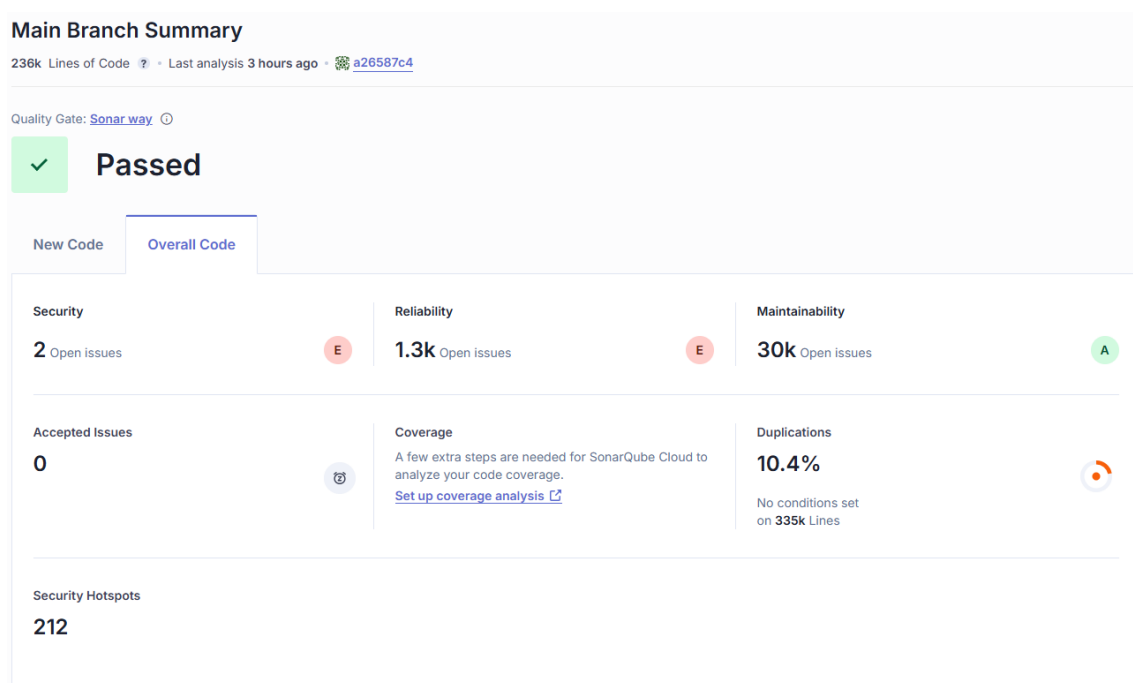 Main Branch Summary
236k Lines of Code ? • Last analysis 3 hours ago • a26587c4
Quality Gate: Sonar way
Passed
New Code
Overall Code
Security
2 Open issues
E
Reliability
1.3k Open issues
E
Maintainability
30k Open issues
A
Accepted Issues
0
Coverage
A few extra steps are needed for SonarQube Cloud to
analyze your code coverage.
Set up coverage analysis
Duplications
10.4%
No conditions set
on 335k Lines
Security Hotspots
212